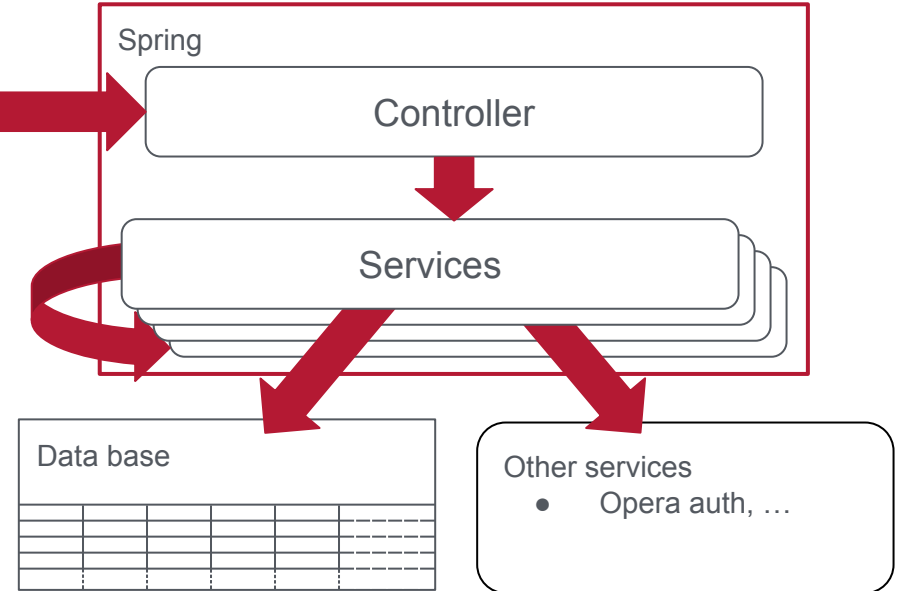 Spring
Controller
Services
Data base
Other services
● Opera auth, …